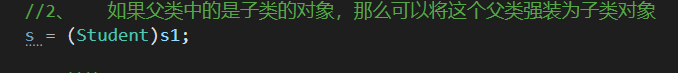 //2、 如果父类中的是子类的对象，那么可以将这个父类强装为子类对象
s = (Student)s1;